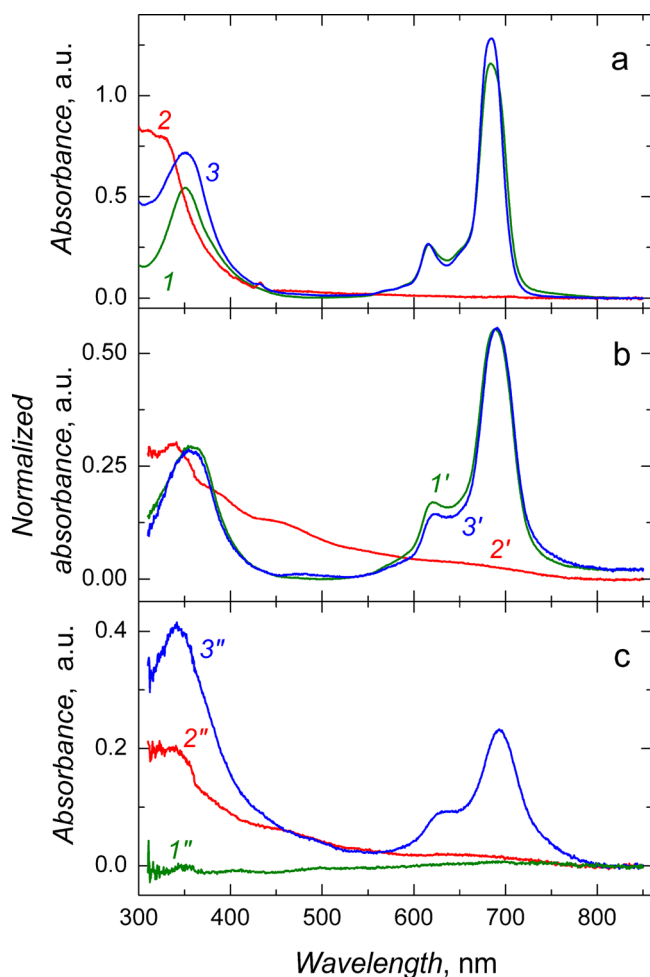 a
Absorbance, a.u.
1.0
0.5
0.0
2
3
1
b
Normalized
absorbance, a.u.
0.50
0.25
0.00
1'
3'
2'
c
Absorbance, a.u.
0.4
0.2
0.0
3"
2"
1"
300 400 500 600 700 800
Wavelength, nm